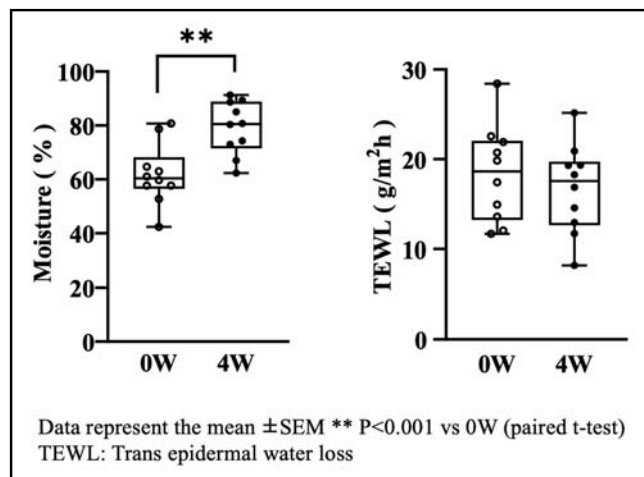 **
100
80
60
40
20
0
Moisture ( % )
0W 4W
30
20
10
0
TEWL ( g/m²h )
0W 4W
Data represent the mean ±SEM ** P<0.001 vs 0W (paired t-test)
TEWL: Trans epidermal water loss